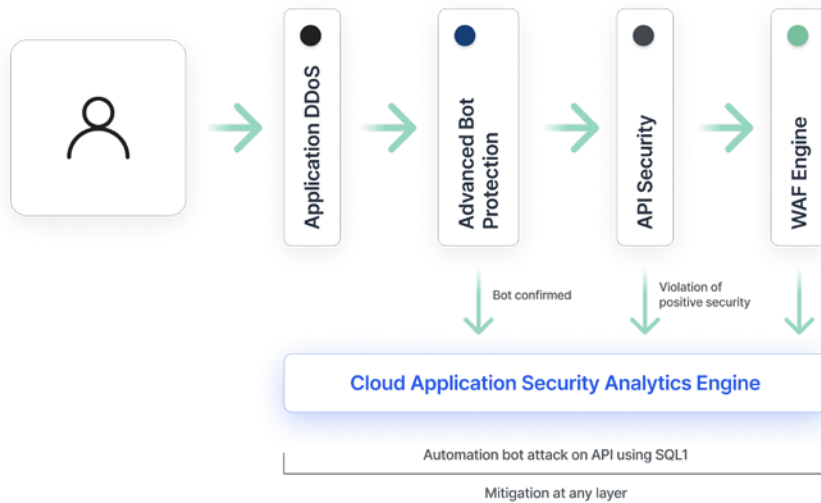 Application DDoS
Advanced Bot
Protection
API Security
WAF Engine
Bot confirmed
Violation of
positive security
Cloud Application Security Analytics Engine
Automation bot attack on API using SQL1
Mitigation at any layer